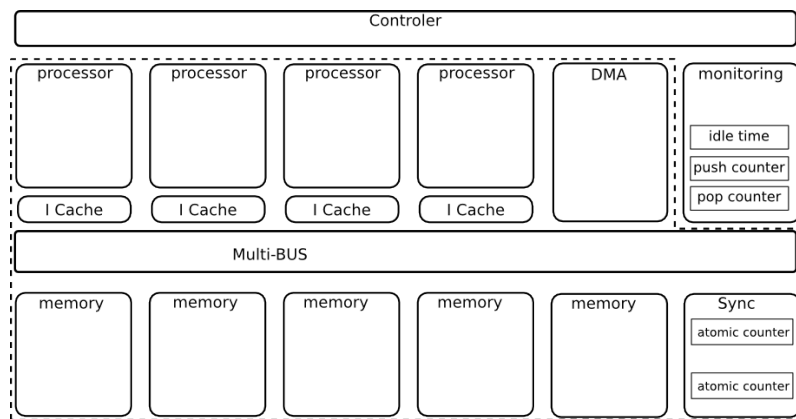 Controler
processor
processor
processor
processor
DMA
monitoring
idle time
push counter
pop counter
I Cache
I Cache
I Cache
I Cache
Multi-BUS
memory
memory
memory
memory
memory
Sync
atomic counter
atomic counter